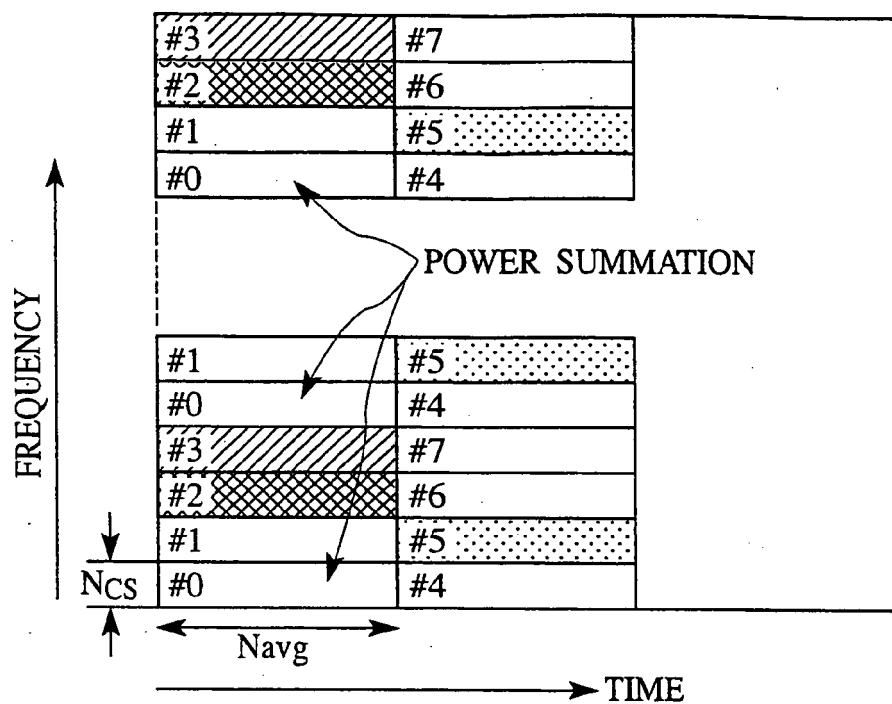 #3 #7
#2 #6
#1 #5
#0 #4
POWER SUMMATION
FREQUENCY
#1 #5
#0 #4
#3 #7
#2 #6
#1 #5
NCS #0 #4
Navg
TIME